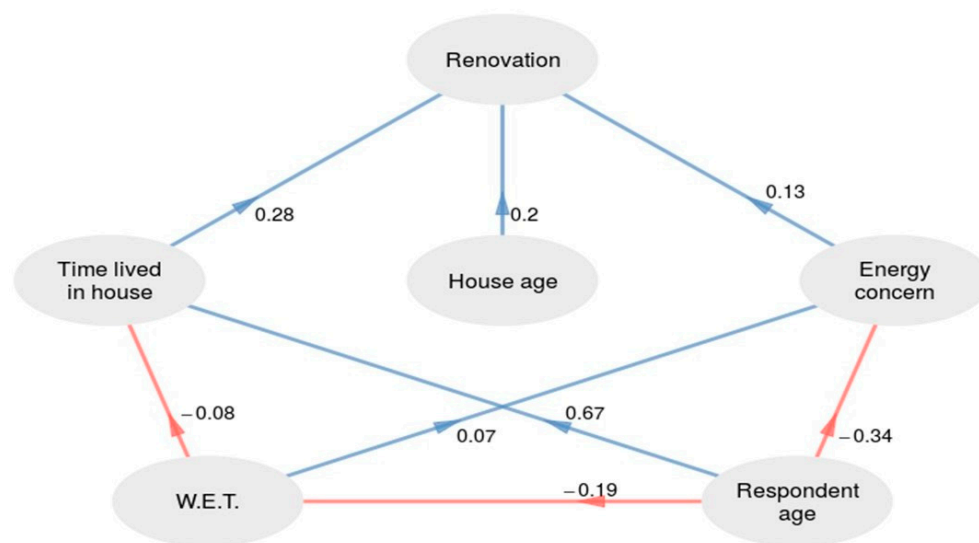 Renovation
0.13
0.28
0.2
Time lived
in house
House age
Energy
concern
−0.08
0.67
0.07
−0.34
W.E.T.
−0.19
Respondent
age